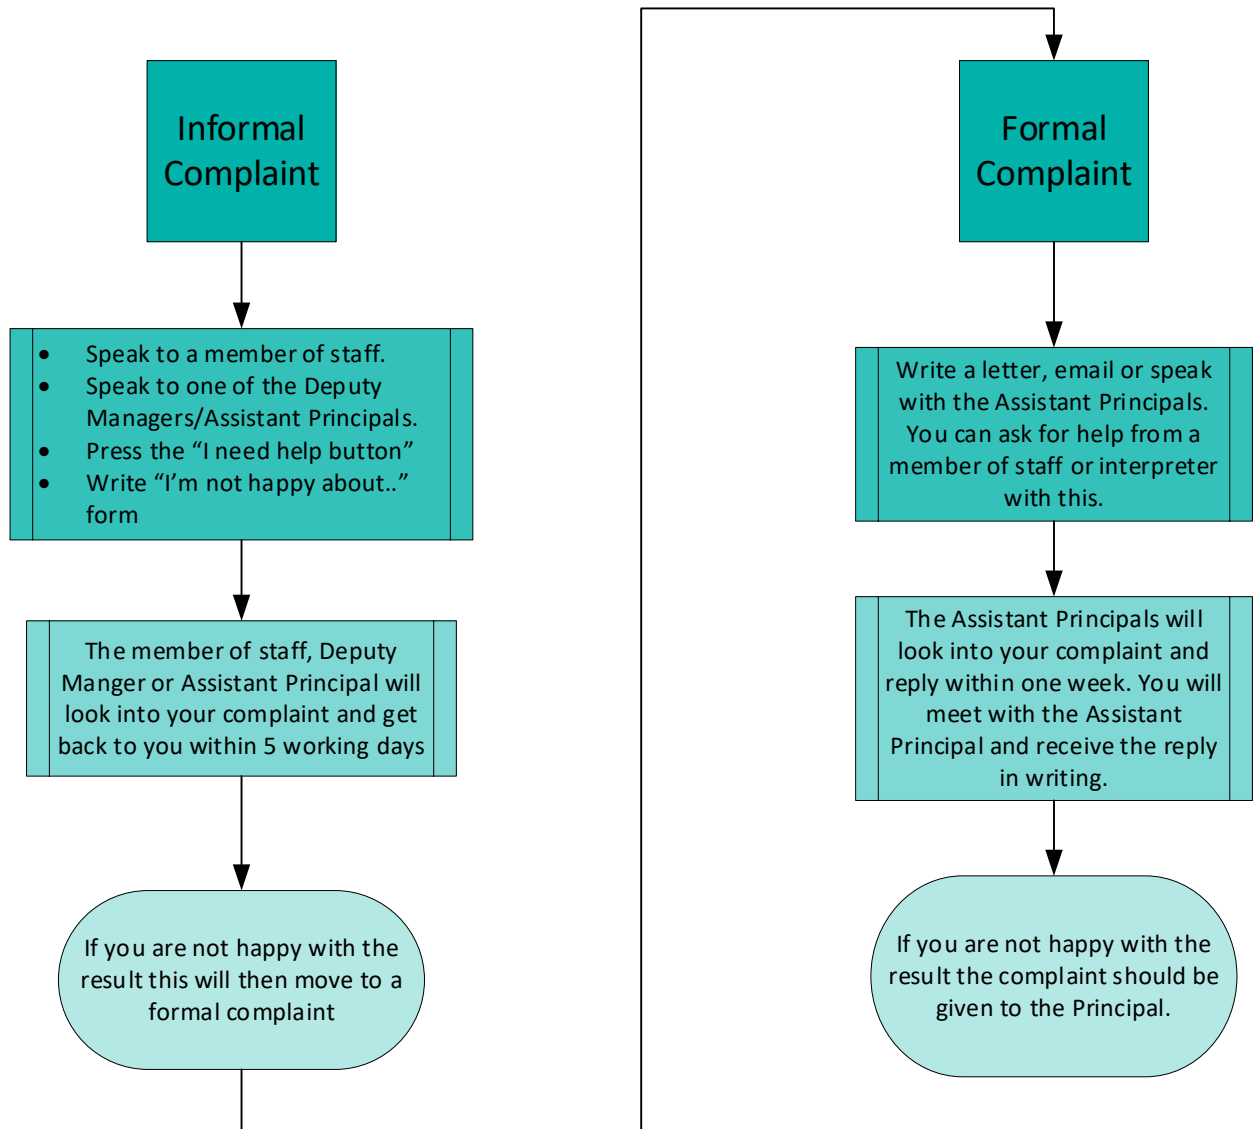 Informal
Complaint
• Speak to a member of staff.
• Speak to one of the Deputy
Managers/Assistant Principals.
• Press the “I need help button”
• Write “I’m not happy about..”
form
The member of staff, Deputy
Manger or Assistant Principal will
look into your complaint and get
back to you within 5 working days
If you are not happy with the
result this will then move to a
formal complaint
Formal
Complaint
Write a letter, email or speak
with the Assistant Principals.
You can ask for help from a
member of staff or interpreter
with this.
The Assistant Principals will
look into your complaint and
reply within one week. You will
meet with the Assistant
Principal and receive the reply
in writing.
If you are not happy with the
result the complaint should be
given to the Principal.